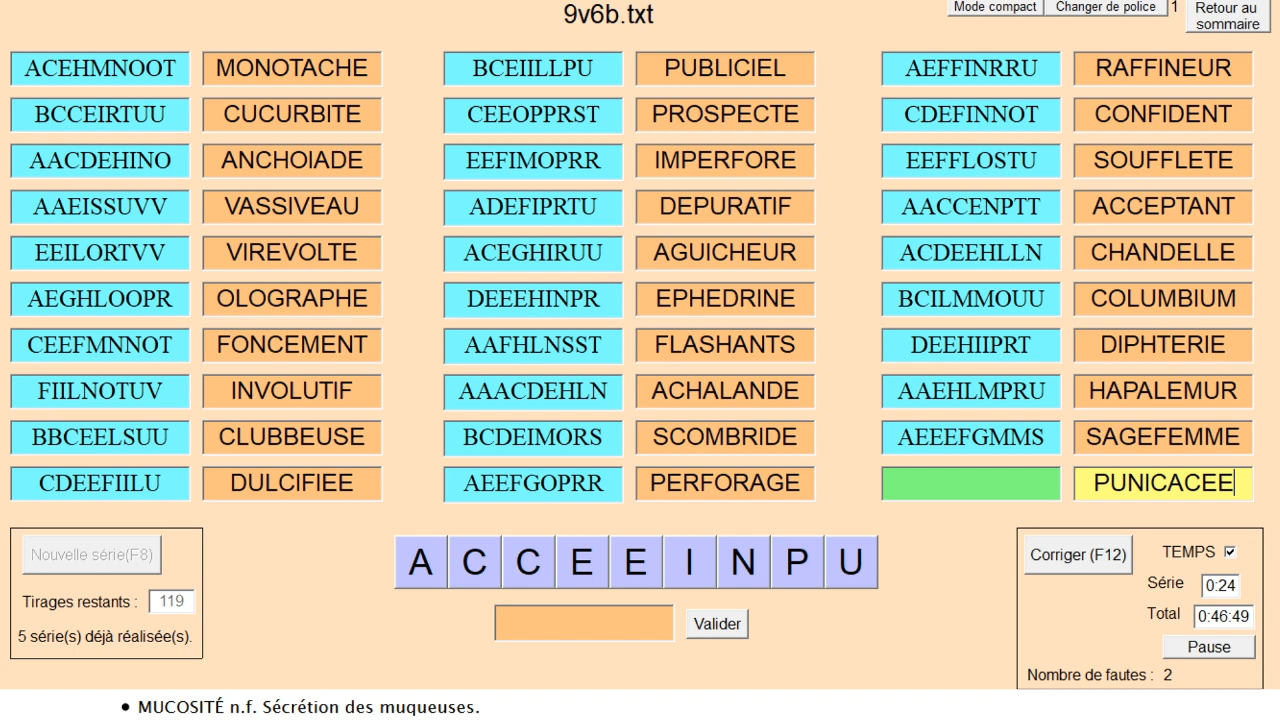 9v6b.txt
Mode compact Changer de police 1 Retour au sommaire
ACEHMNOOT MONOTACHE BCEIILLPU PUBLICIEL AEFFINRRU RAFFINEUR
BCCEIRTUU CUCURBITE CEEOPPRST PROSPECTE CDEFINNOT CONFIDENT
AACDEHINO ANCHOIADE EEFIMOPRR IMPERFORE EEFFLOSTU SOUFFLETE
AAEISSUVV VASSIVEAU ADEFIPRTU DEPURATIF AACCENPTT ACCEPTANT
EEILORTVV VIREVOLTE ACEGHIRUU AGUICHEUR ACDEEHLLN CHANDELLE
AEGHLOOPR OLOGRAPHE DEEEHINPR EPHEDRINE BCILMMOUU COLUMBIUM
CEEFMNNOT FONCEMENT AAFHLNSST FLASHANTS DEEHIIPRT DIPHTERIE
FIILNOTUV INVOLUTIF AAACDEHLN ACHALANDE AAEHLMPRU HAPALEMUR
BBCEELSUU CLUBBEUSE BCDEIMORS SCOMBRIDE AEEEFGMMS SAGEFEMME
CDEEFIILU DULCIFIEE AEEFGOPRR PERFORAGE PUNICACEE
Nouvelle série(F8)
Tirages restants : 119
5 série(s) déjà réalisée(s).
A C C E E I N P U
Valider
Corriger (F12) TEMPS
Série 0:24
Total 0:46:49
Pause
Nombre de fautes : 2
• MUCOSITÉ n.f. Sécrétion des muqueuses.